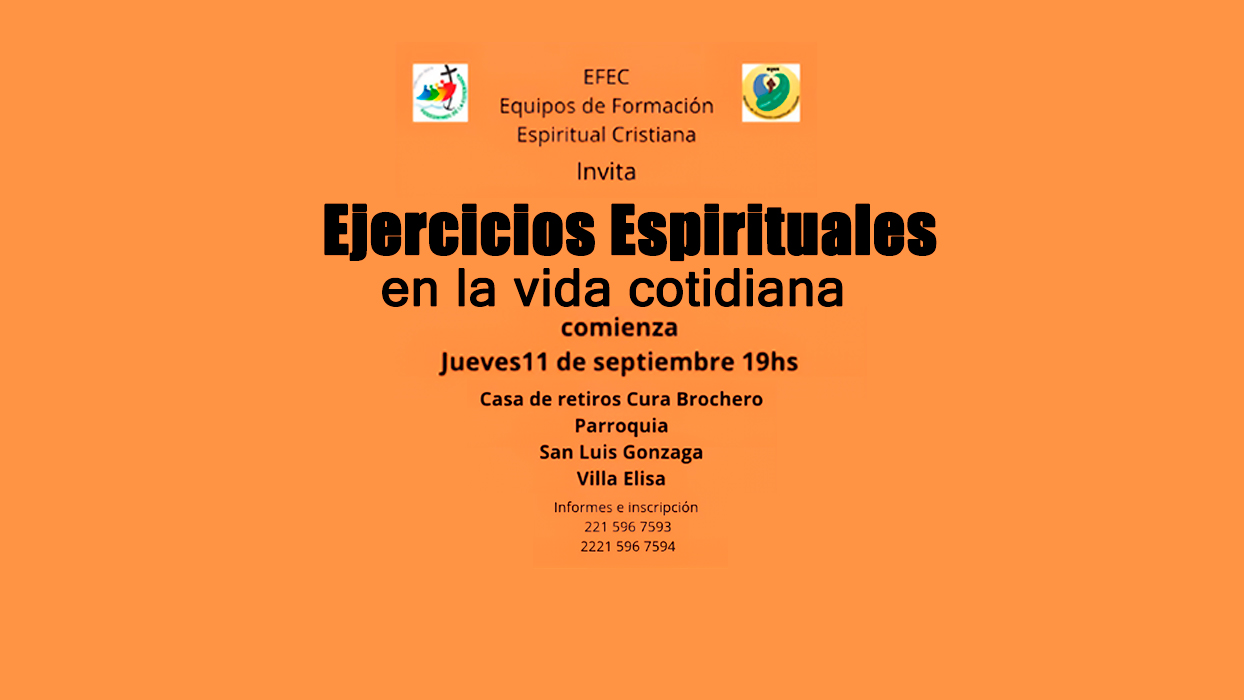 EFEC
Equipos de Formación
Espiritual Cristiana
Invita
Ejercicios Espirituales
en la vida cotidiana
comienza
Jueves11 de septiembre 19hs
Casa de retiros Cura Brochero
Parroquia
San Luis Gonzaga
Villa Elisa
Informes e inscripción
221 596 7593
2221 596 7594